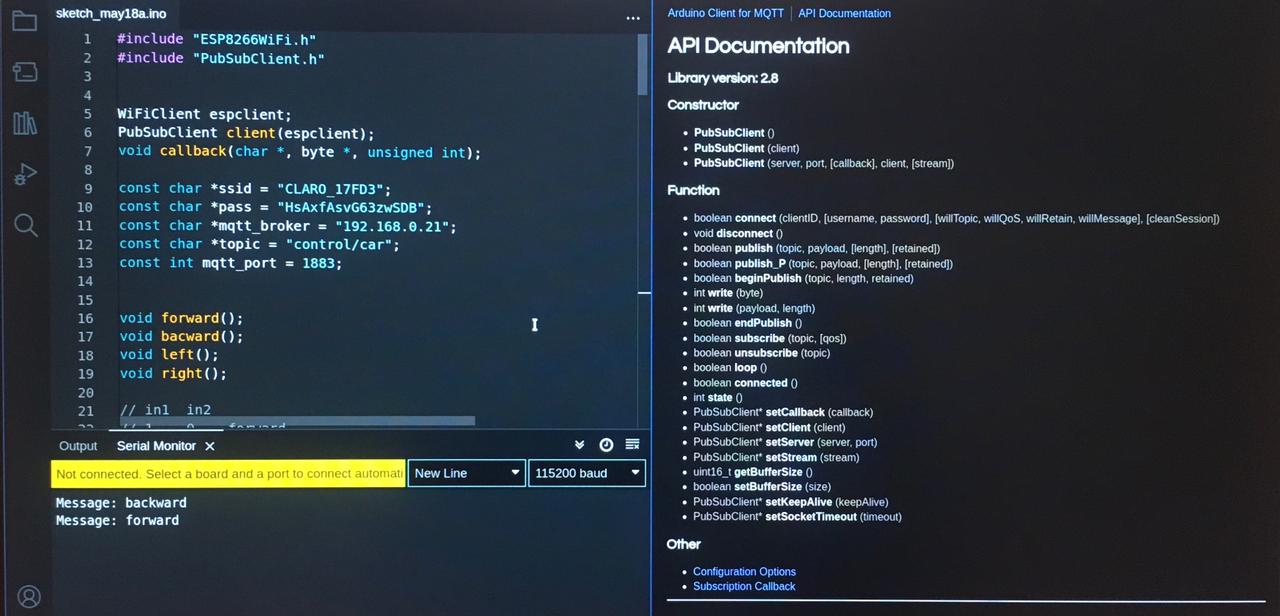 sketch_may18a.ino
...
1 #include "ESP8266WiFi.h"
2 #include "PubSubClient.h"
3
4
5 WiFiClient espclient;
6 PubSubClient client(espclient);
7 void callback(char *, byte *, unsigned int);
8
9 const char *ssid = "CLARO_17FD3";
10 const char *pass = "HsAxfAsvG63zwSDB";
11 const char *mqtt_broker = "192.168.0.21";
12 const char *topic = "control/car";
13 const int mqtt_port = 1883;
14
15
16 void forward();
17 void bacward();
18 void left();
19 void right();
20
21 // in1 in2
Output Serial Monitor ×
Not connected. Select a board and a port to connect automati
New Line
115200 baud
Message: backward
Message: forward
Arduino Client for MQTT | API Documentation
API Documentation
Library version: 2.8
Constructor
• PubSubClient ()
• PubSubClient (client)
• PubSubClient (server, port, [callback], client, [stream])
Function
• boolean connect (clientID, [username, password], [willTopic, willQoS, willRetain, willMessage], [cleanSession])
• void disconnect ()
• boolean publish (topic, payload, [length], [retained])
• boolean publish_P (topic, payload, [length], [retained])
• boolean beginPublish (topic, length, retained)
• int write (byte)
• int write (payload, length)
• boolean endPublish ()
• boolean subscribe (topic, [qos])
• boolean unsubscribe (topic)
• boolean loop ()
• boolean connected ()
• int state ()
• PubSubClient* setCallback (callback)
• PubSubClient* setClient (client)
• PubSubClient* setServer (server, port)
• PubSubClient* setStream (stream)
• uint16_t getBufferSize ()
• boolean setBufferSize (size)
• PubSubClient* setKeepAlive (keepAlive)
• PubSubClient* setSocketTimeout (timeout)
Other
• Configuration Options
• Subscription Callback